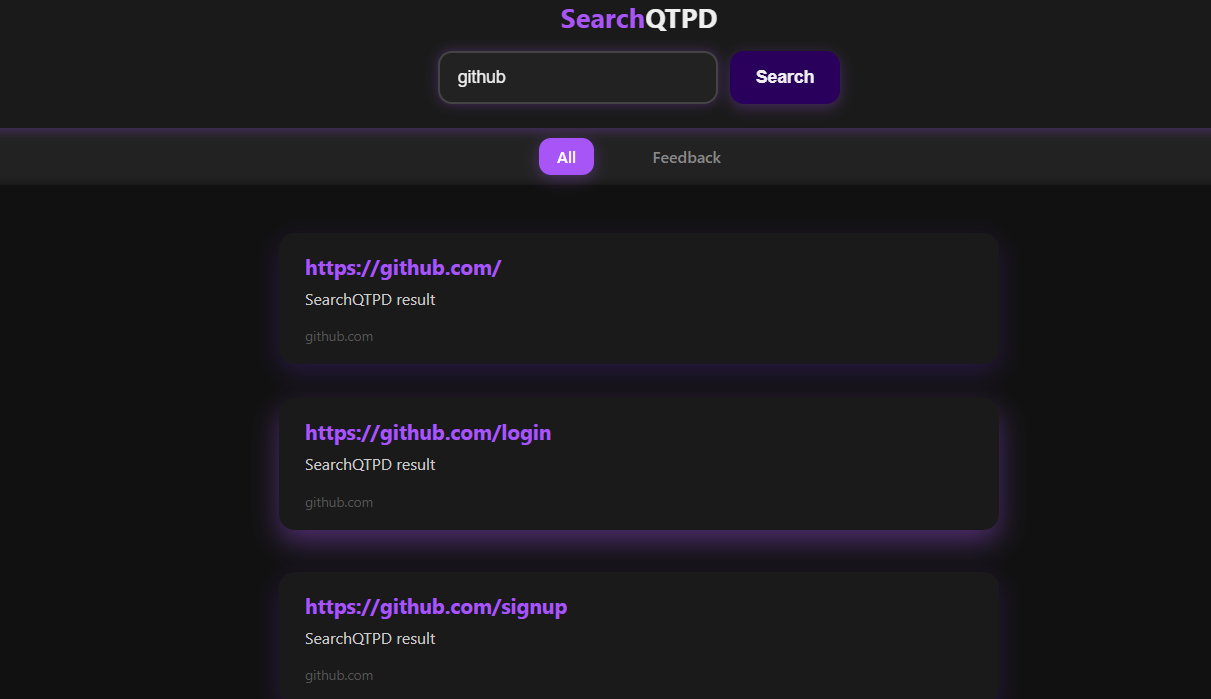 SearchQTPD
github
Search
All
Feedback
https://github.com/
SearchQTPD result
github.com
https://github.com/login
SearchQTPD result
github.com
https://github.com/signup
SearchQTPD result
github.com